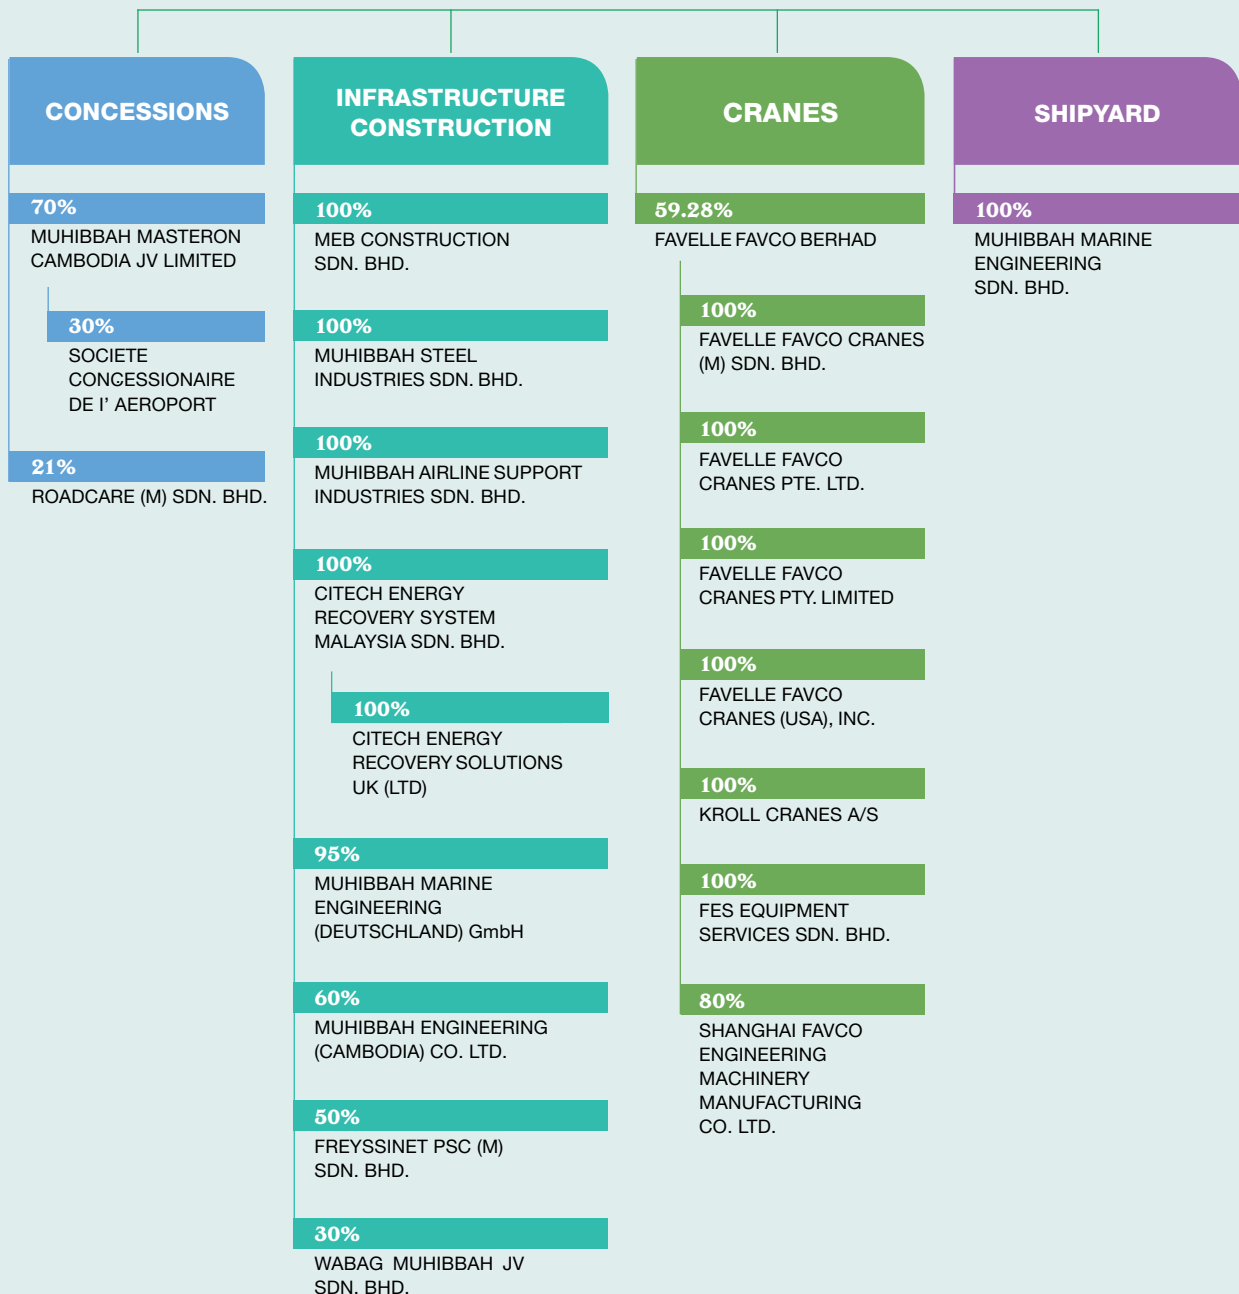 CONCESSIONS
70%
MUHIBBAH MASTERON
CAMBODIA JV LIMITED
30%
SOCIETE
CONCESSIONAIRE
DE I’ AEROPORT
21%
ROADCARE (M) SDN. BHD.
INFRASTRUCTURE
CONSTRUCTION
100%
MEB CONSTRUCTION
SDN. BHD.
100%
MUHIBBAH STEEL
INDUSTRIES SDN. BHD.
100%
MUHIBBAH AIRLINE SUPPORT
INDUSTRIES SDN. BHD.
100%
CITECH ENERGY
RECOVERY SYSTEM
MALAYSIA SDN. BHD.
100%
CITECH ENERGY
RECOVERY SOLUTIONS
UK (LTD)
95%
MUHIBBAH MARINE
ENGINEERING
(DEUTSCHLAND) GmbH
60%
MUHIBBAH ENGINEERING
(CAMBODIA) CO. LTD.
50%
FREYSSINET PSC (M)
SDN. BHD.
30%
WABAG MUHIBBAH JV
SDN. BHD.
CRANES
59.28%
FAVELLE FAVCO BERHAD
100%
FAVELLE FAVCO CRANES
(M) SDN. BHD.
100%
FAVELLE FAVCO
CRANES PTE. LTD.
100%
FAVELLE FAVCO
CRANES PTY. LIMITED
100%
FAVELLE FAVCO
CRANES (USA), INC.
100%
KROLL CRANES A/S
100%
FES EQUIPMENT
SERVICES SDN. BHD.
80%
SHANGHAI FAVCO
ENGINEERING
MACHINERY
MANUFACTURING
CO. LTD.
SHIPYARD
100%
MUHIBBAH MARINE
ENGINEERING
SDN. BHD.